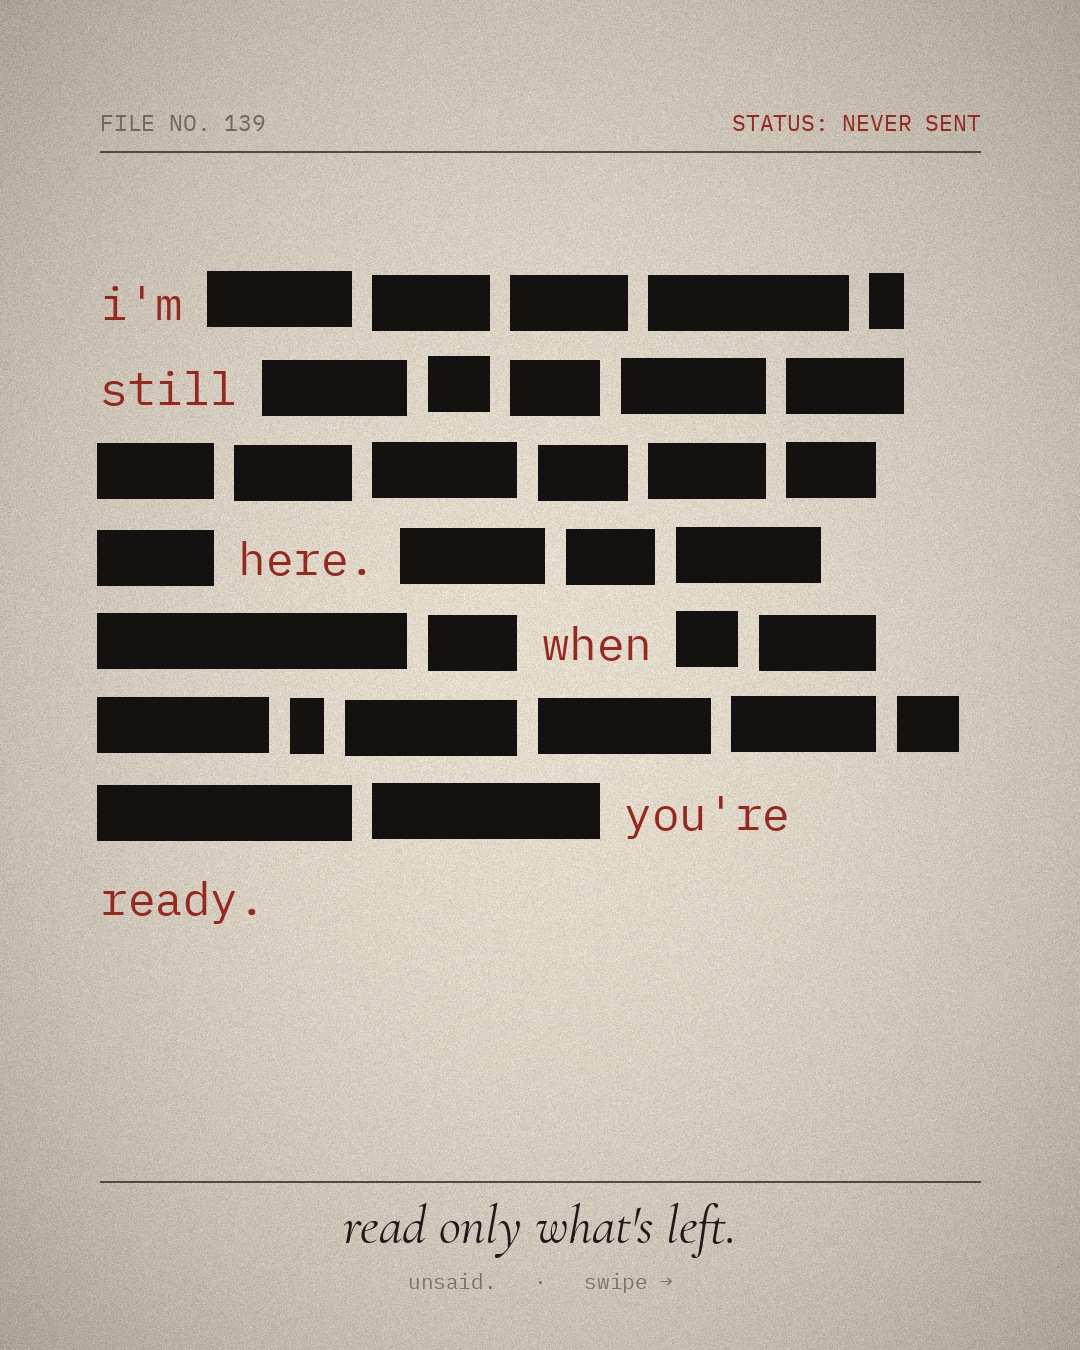 FILE NO. 139
STATUS: NEVER SENT
i'm
still
here.
when
you're
ready.
read only what's left.
unsaid. · swipe →